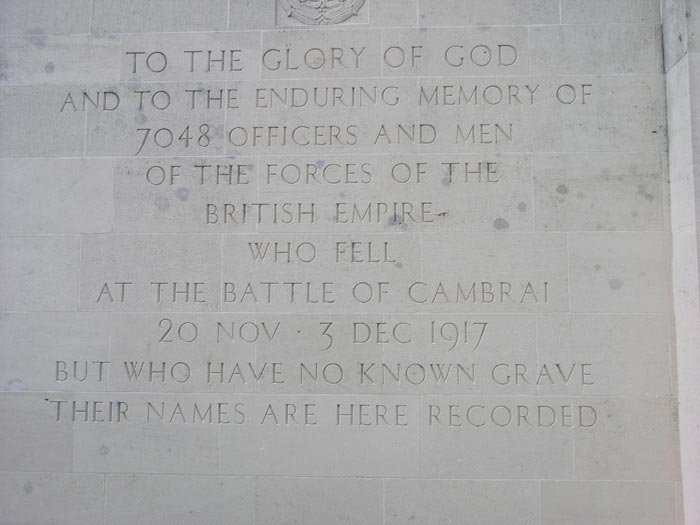 TO THE GLORY OF GOD
AND TO THE ENDURING MEMORY OF
7048 OFFICERS AND MEN
OF THE FORCES OF THE
BRITISH EMPIRE
WHO FELL
AT THE BATTLE OF CAMBRAI
20 NOV · 3 DEC 1917
BUT WHO HAVE NO KNOWN GRAVE
THEIR NAMES ARE HERE RECORDED